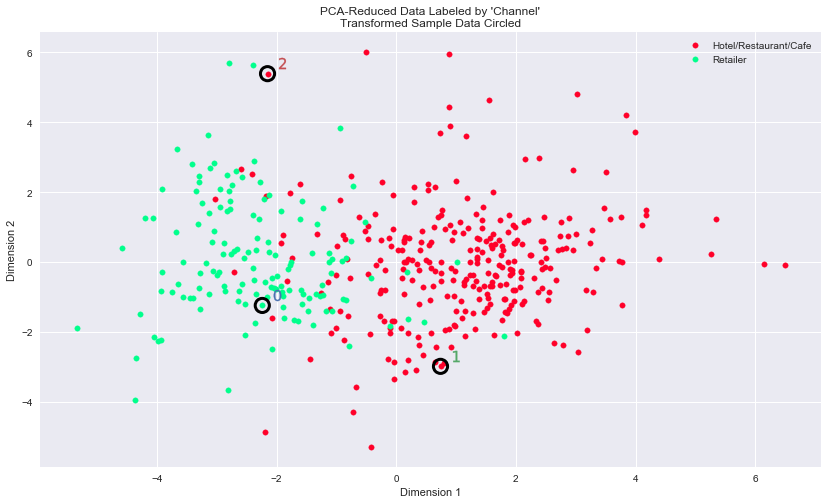 PCA-Reduced Data Labeled by 'Channel'
Transformed Sample Data Circled
Hotel/Restaurant/Cafe
Retailer
6
4
2
0
−2
−4
Dimension 2
2
0
1
−4
−2
0
2
4
6
Dimension 1